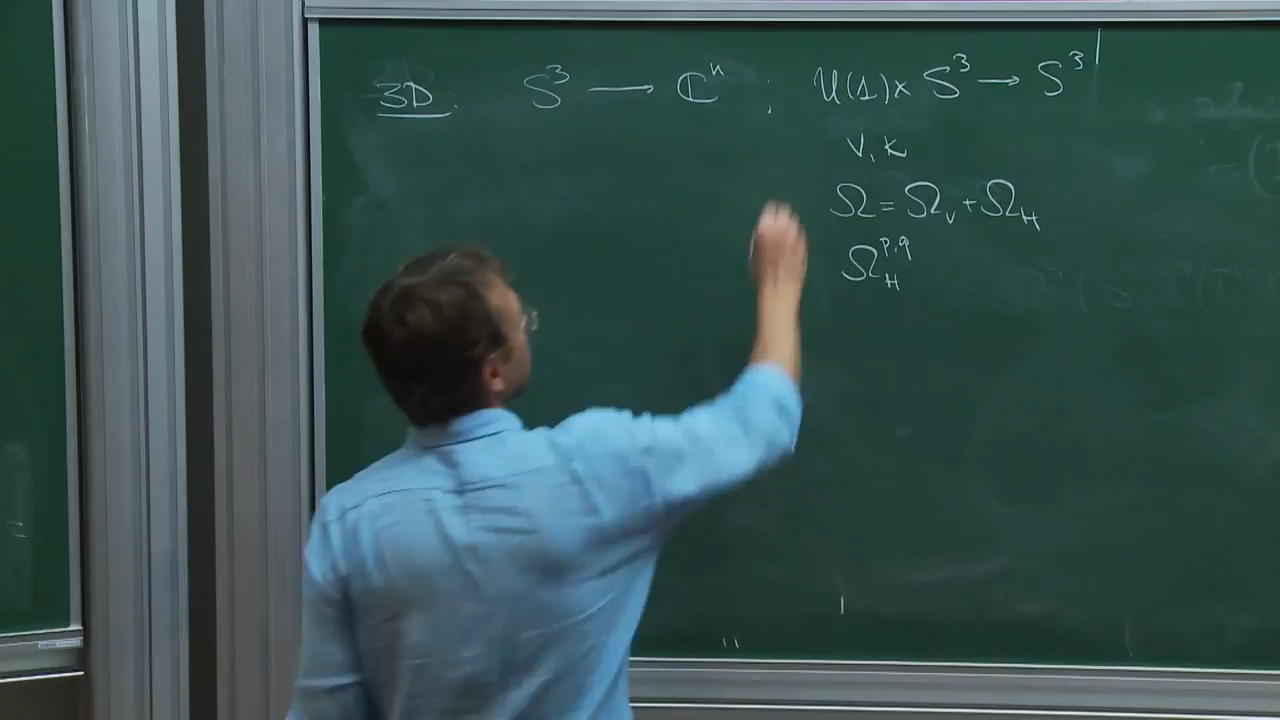 3D: S³ ⟶ ℂⁿ ; U(1)× S³ → S³
v, κ
Ω = Ω_V + Ω_H
Ω_H^{p,q}